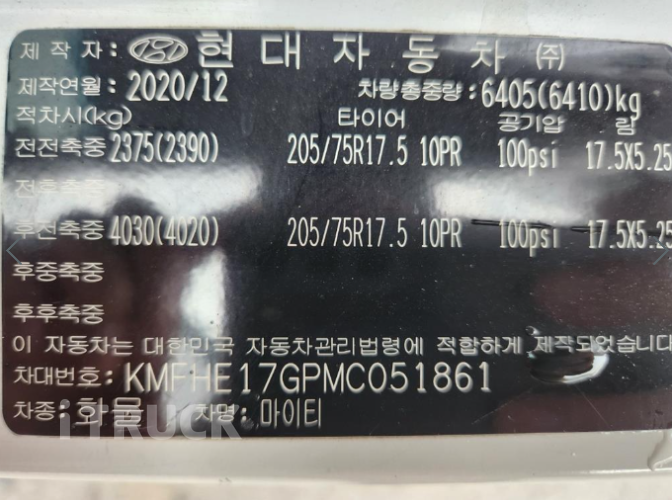 제작자: 현대자동차 ㈜
제작연월: 2020/12 차량총중량: 6405(6410)kg
적차시(kg) 타이어 공기압 림
전전축중 2375(2390) 205/75R17.5 10PR 100psi 17.5X5.25
전후축중
후전축중 4030(4020) 205/75R17.5 10PR 100psi 17.5X5.25
후중축중
후후축중
이 자동차는 대한민국 자동차관리법령에 적합하게 제작되었습니다
차대번호: KMFHE17GPMC051861
차종: 화물 차명: 마이티
iTRUCK